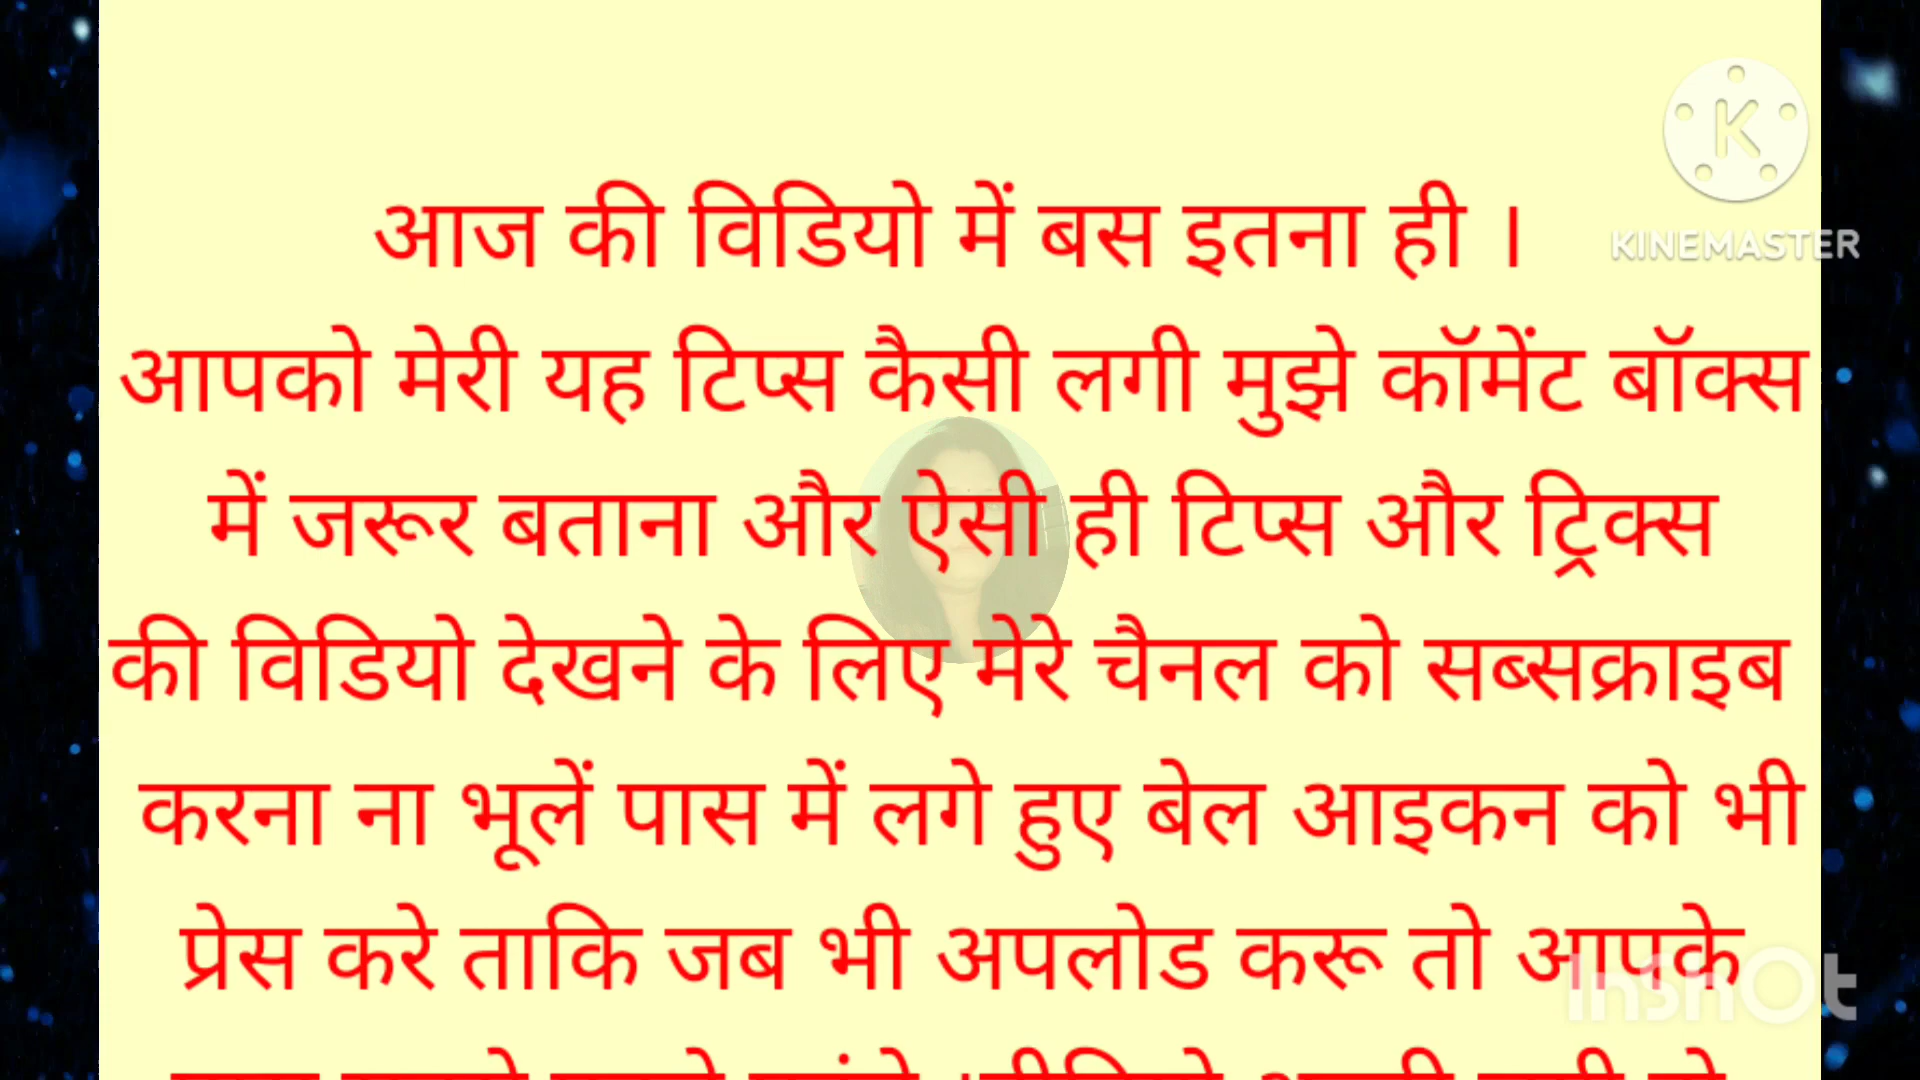 आज की विडियो में बस इतना ही ।
आपको मेरी यह टिप्स कैसी लगी मुझे कॉमेंट बॉक्स
में जरूर बताना और ऐसी ही टिप्स और ट्रिक्स
की विडियो देखने के लिए मेरे चैनल को सब्सक्राइब
करना ना भूलें पास में लगे हुए बेल आइकन को भी
प्रेस करे ताकि जब भी अपलोड करू तो आपके
KINEMASTER
InShOt